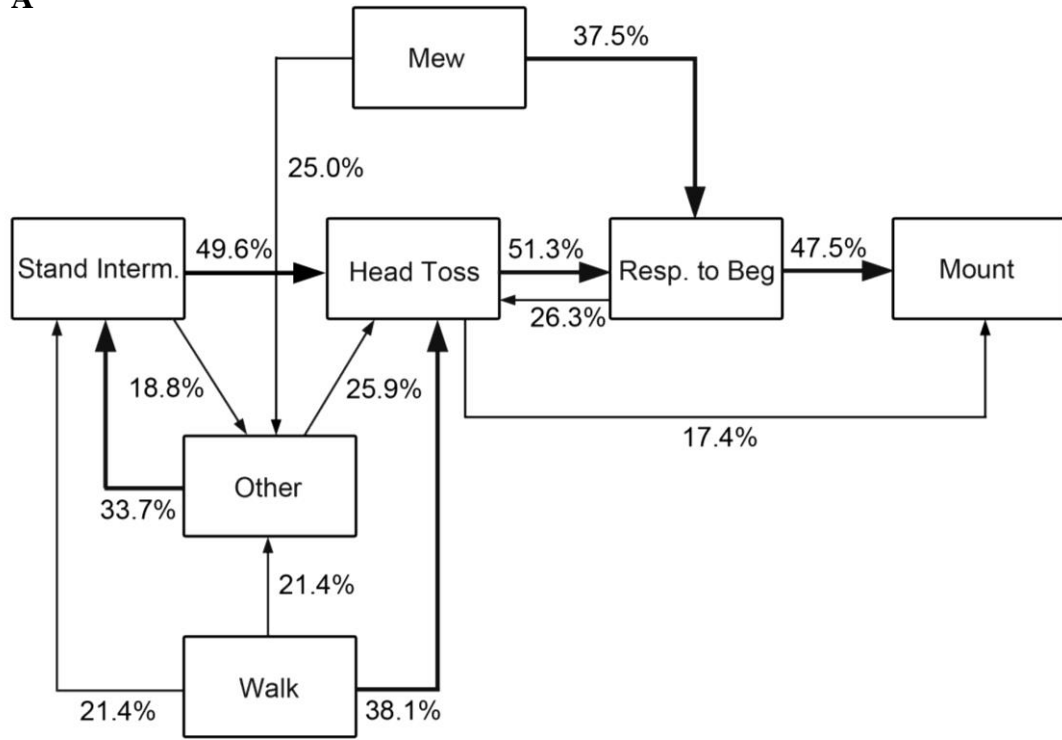 A
Mew
37.5%
25.0%
Stand Interm.
49.6%
Head Toss
51.3%
26.3%
Resp. to Beg
47.5%
Mount
18.8%
25.9%
17.4%
Other
33.7%
21.4%
Walk
21.4%
38.1%